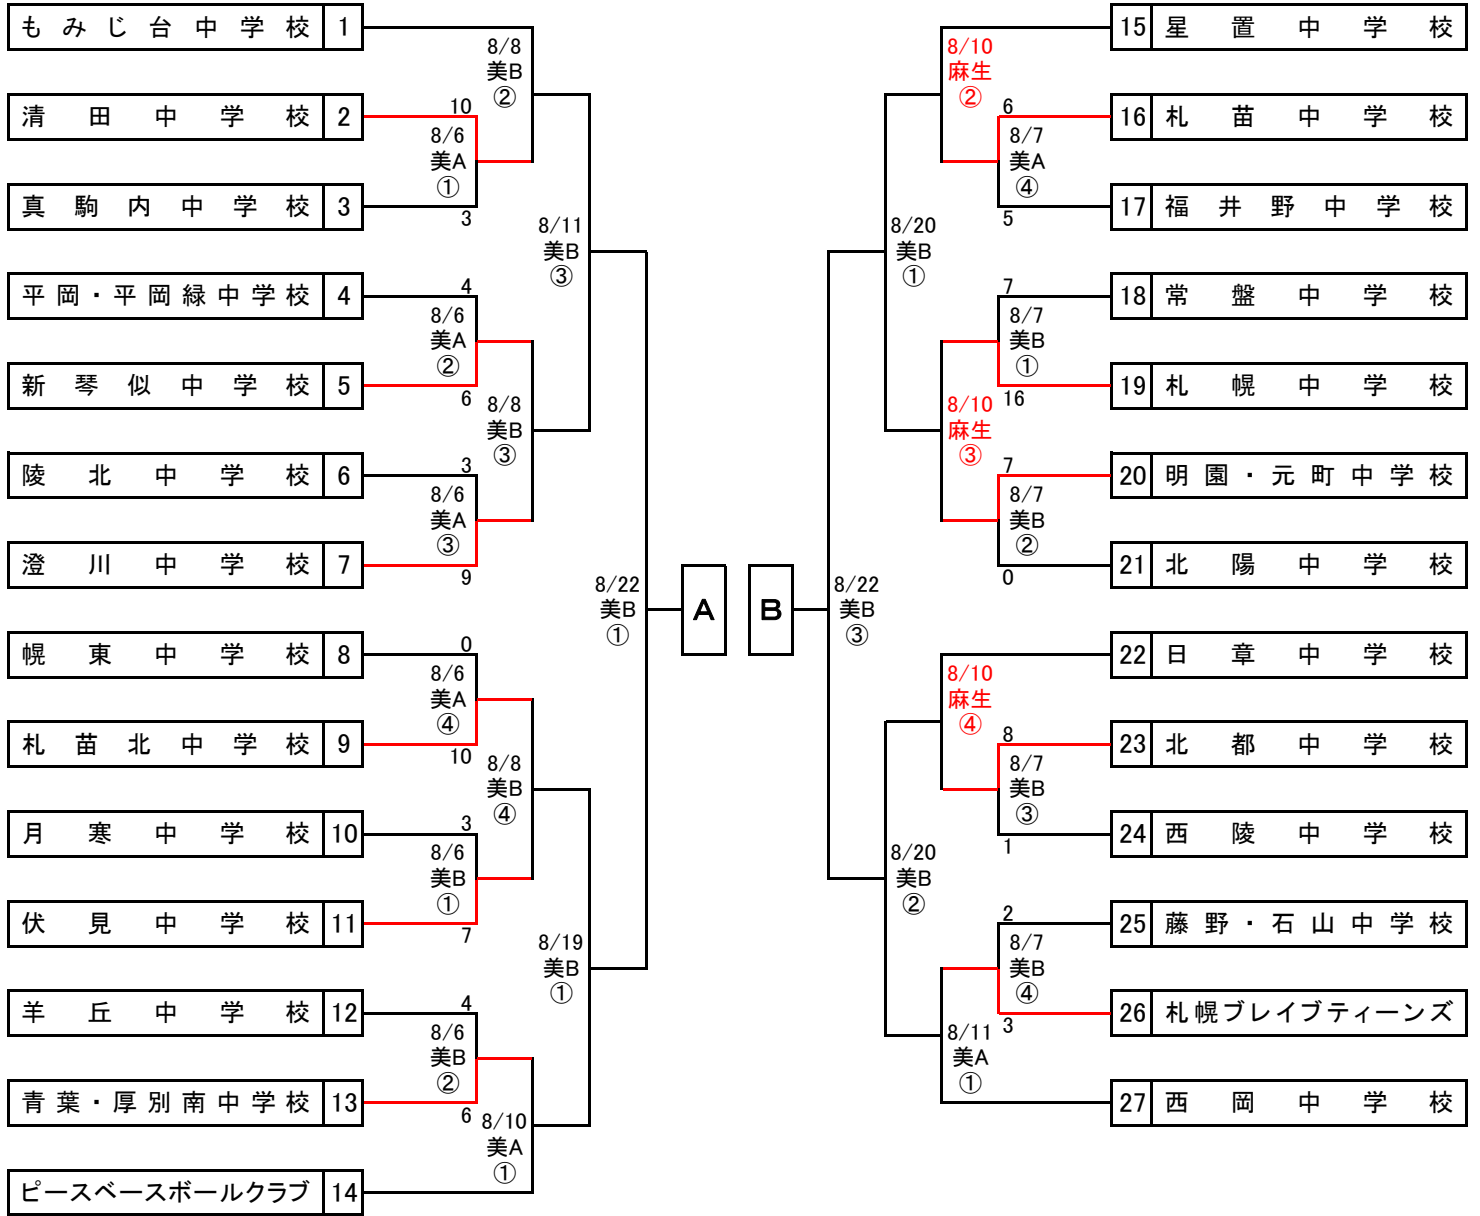 もみじ台中学校 1
8/8
美B
②
清田中学校 2
10
8/6
美A
①
真駒内中学校 3
3
8/11
美B
③
平岡・平岡緑中学校 4
4
8/6
美A
②
新琴似中学校 5
6
8/8
美B
③
陵北中学校 6
3
8/6
美A
③
澄川中学校 7
9
8/22
美B
①
A
幌東中学校 8
0
8/6
美A
④
札苗北中学校 9
10
8/8
美B
④
月寒中学校 10
3
8/6
美B
①
伏見中学校 11
7
8/19
美B
①
羊丘中学校 12
4
8/6
美B
②
青葉・厚別南中学校 13
6
8/10
美A
①
ピースベースボールクラブ 14
15 星置中学校
8/10
麻生
②
16 札苗中学校
6
8/7
美A
④
17 福井野中学校
5
8/20
美B
①
18 常盤中学校
7
8/7
美B
①
19 札幌中学校
16
8/10
麻生
③
20 明園・元町中学校
7
8/7
美B
②
21 北陽中学校
0
B
8/22
美B
③
22 日章中学校
8/10
麻生
④
23 北都中学校
8
8/7
美B
③
24 西陵中学校
1
8/20
美B
②
25 藤野・石山中学校
2
8/7
美B
④
26 札幌ブレイブティーンズ
3
8/11
美A
①
27 西岡中学校